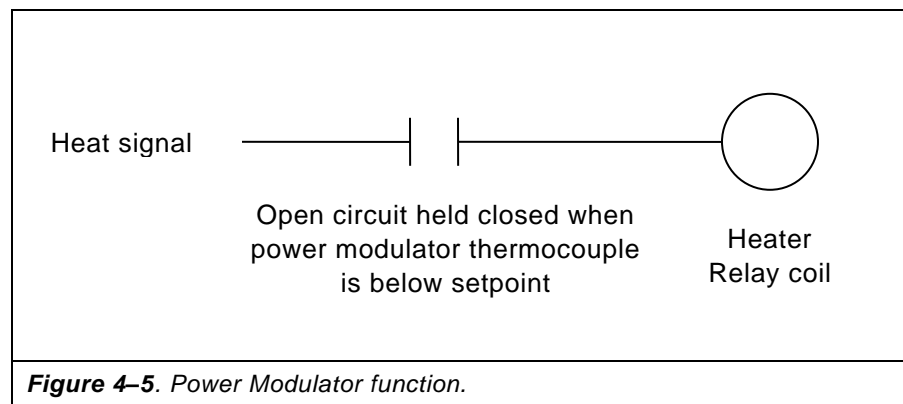 Heat signal
Open circuit held closed when
power modulator thermocouple
is below setpoint
Heater
Relay coil
Figure 4–5. Power Modulator function.